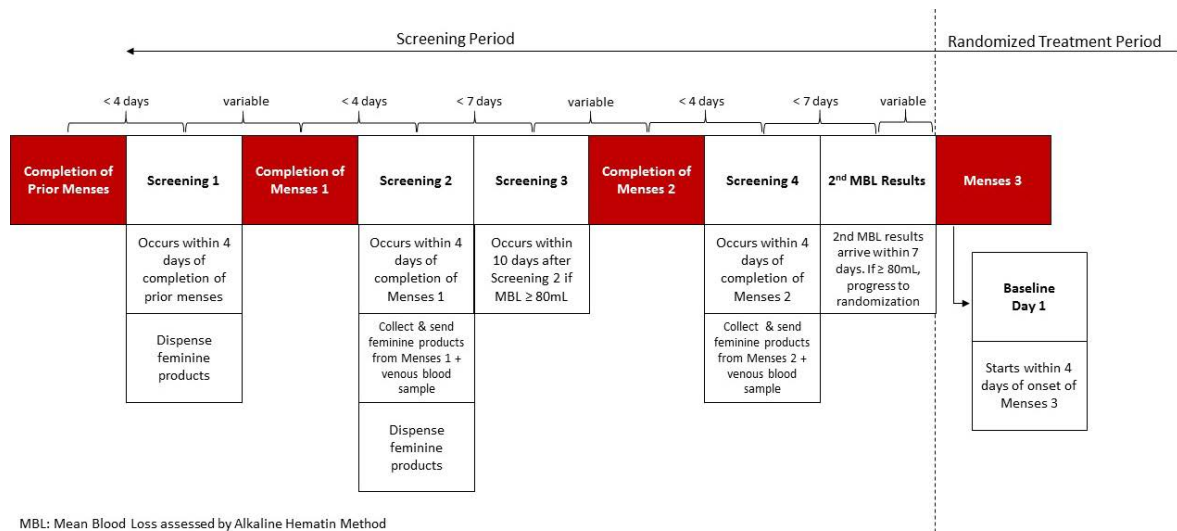 Screening Period
Randomized Treatment Period
< 4 days
variable
< 4 days
< 7 days
variable
< 4 days
< 7 days
variable
Completion of
Prior Menses
Screening 1
Completion of
Menses 1
Screening 2
Screening 3
Completion of
Menses 2
Screening 4
2nd MBL Results
Menses 3
Occurs within 4
days of
completion of
prior menses
Occurs within 4
days of
completion of
Menses 1
Occurs within
10 days after
Screening 2 if
MBL ≥ 80mL
Occurs within 4
days of
completion of
Menses 2
2nd MBL results
arrive within 7
days. If ≥ 80mL,
progress to
randomization
Baseline
Day 1
Dispense
feminine
products
Collect & send
feminine products
from Menses 1 +
venous blood
sample
Collect & send
feminine products
from Menses 2 +
venous blood
sample
Starts within 4
days of onset of
Menses 3
Dispense
feminine
products
MBL: Mean Blood Loss assessed by Alkaline Hematin Method